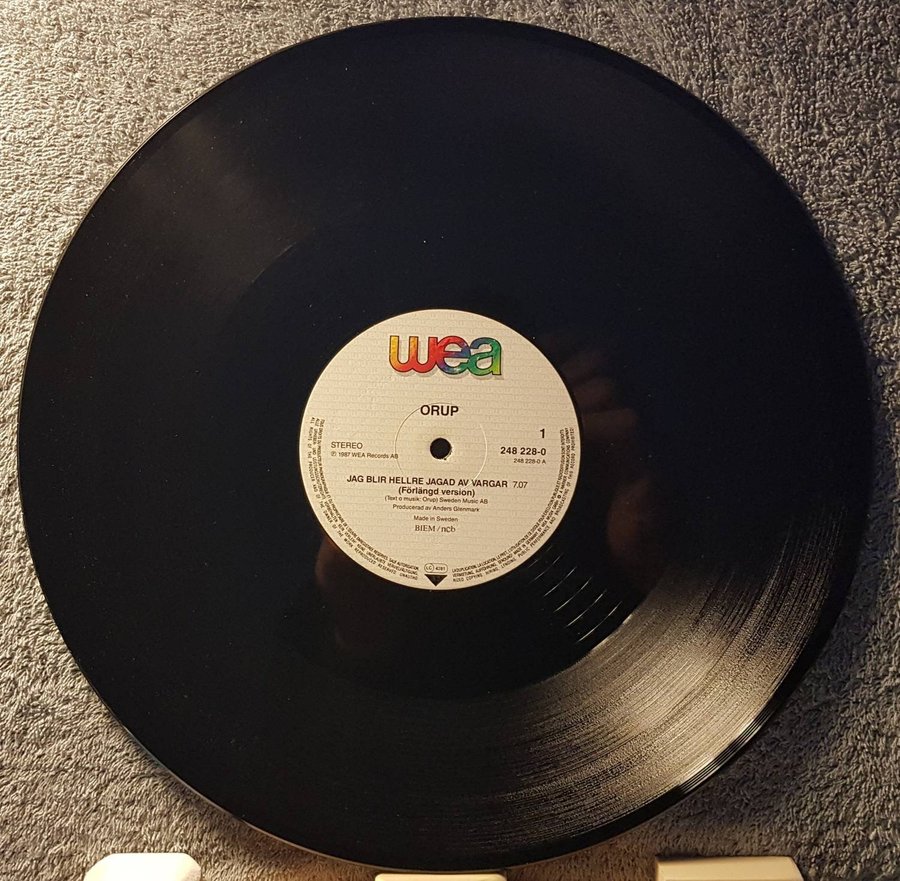 wea
ORUP
STEREO
℗ 1987 WEA Records AB
1
248 228-0
248 228-0 A
JAG BLIR HELLRE JAGAD AV VARGAR 7.07
(Förlängd version)
(Text o musik: Orup) Sweden Music AB
Producerad av Anders Glenmark
Made in Sweden
BIEM/ncb
LC 4281